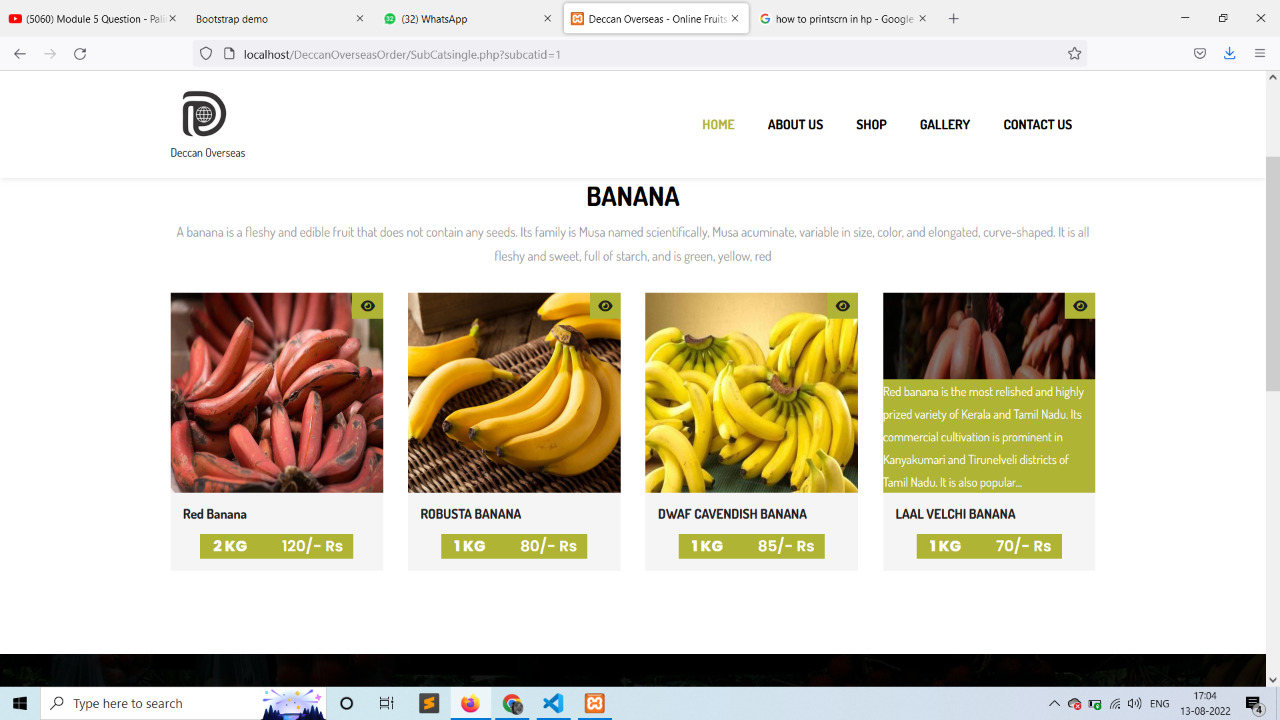 (5060) Module 5 Question - Pali
Bootstrap demo
(32) WhatsApp
Deccan Overseas - Online Fruits
how to printscrn in hp - Google
localhost/DeccanOverseasOrder/SubCatsingle.php?subcatid=1
Deccan Overseas
HOME
ABOUT US
SHOP
GALLERY
CONTACT US
BANANA
A banana is a fleshy and edible fruit that does not contain any seeds. Its family is Musa named scientifically, Musa acuminate, variable in size, color, and elongated, curve-shaped. It is all
fleshy and sweet, full of starch, and is green, yellow, red
Red banana is the most relished and highly
prized variety of Kerala and Tamil Nadu. Its
commercial cultivation is prominent in
Kanyakumari and Tirunelveli districts of
Tamil Nadu. It is also popular...
Red Banana
2 KG 120/- Rs
ROBUSTA BANANA
1 KG 80/- Rs
DWAF CAVENDISH BANANA
1 KG 85/- Rs
LAAL VELCHI BANANA
1 KG 70/- Rs
Type here to search
ENG
17:04
13-08-2022
4